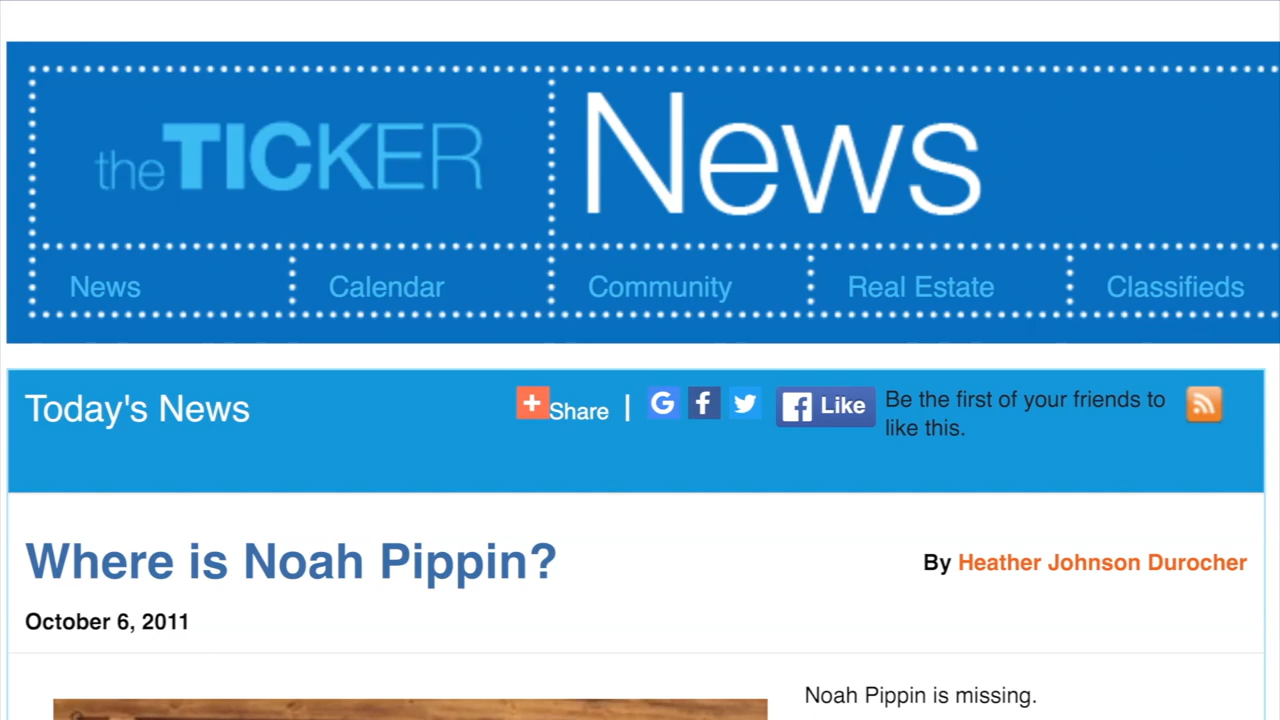 theTICKER
News
News Calendar Community Real Estate Classifieds
Today's News
Share |
Like
Be the first of your friends to
like this.
Where is Noah Pippin?
By Heather Johnson Durocher
October 6, 2011
Noah Pippin is missing.